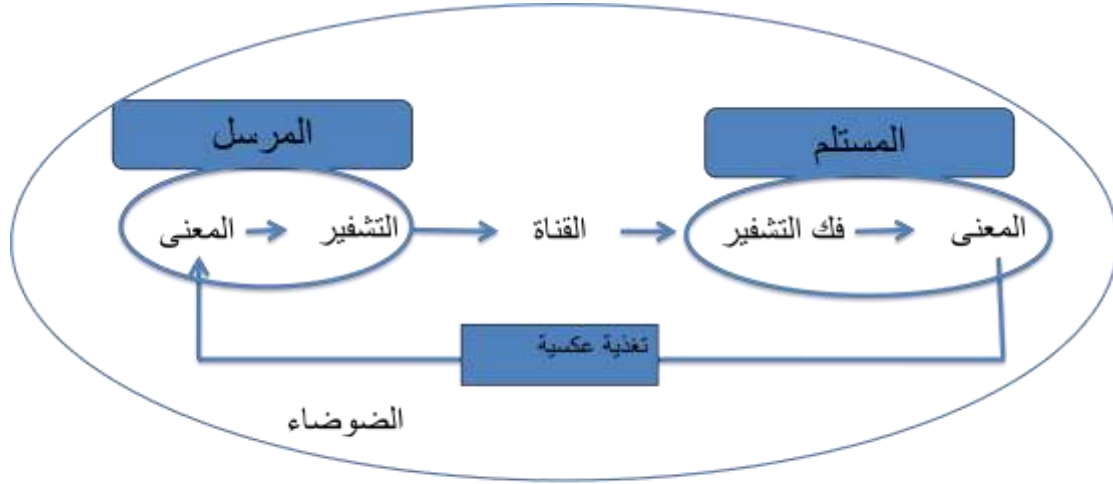 المرسل
المستلم
المعنى
التشفير
القناة
فك التشفير
المعنى
تغذية عكسية
الضوضاء